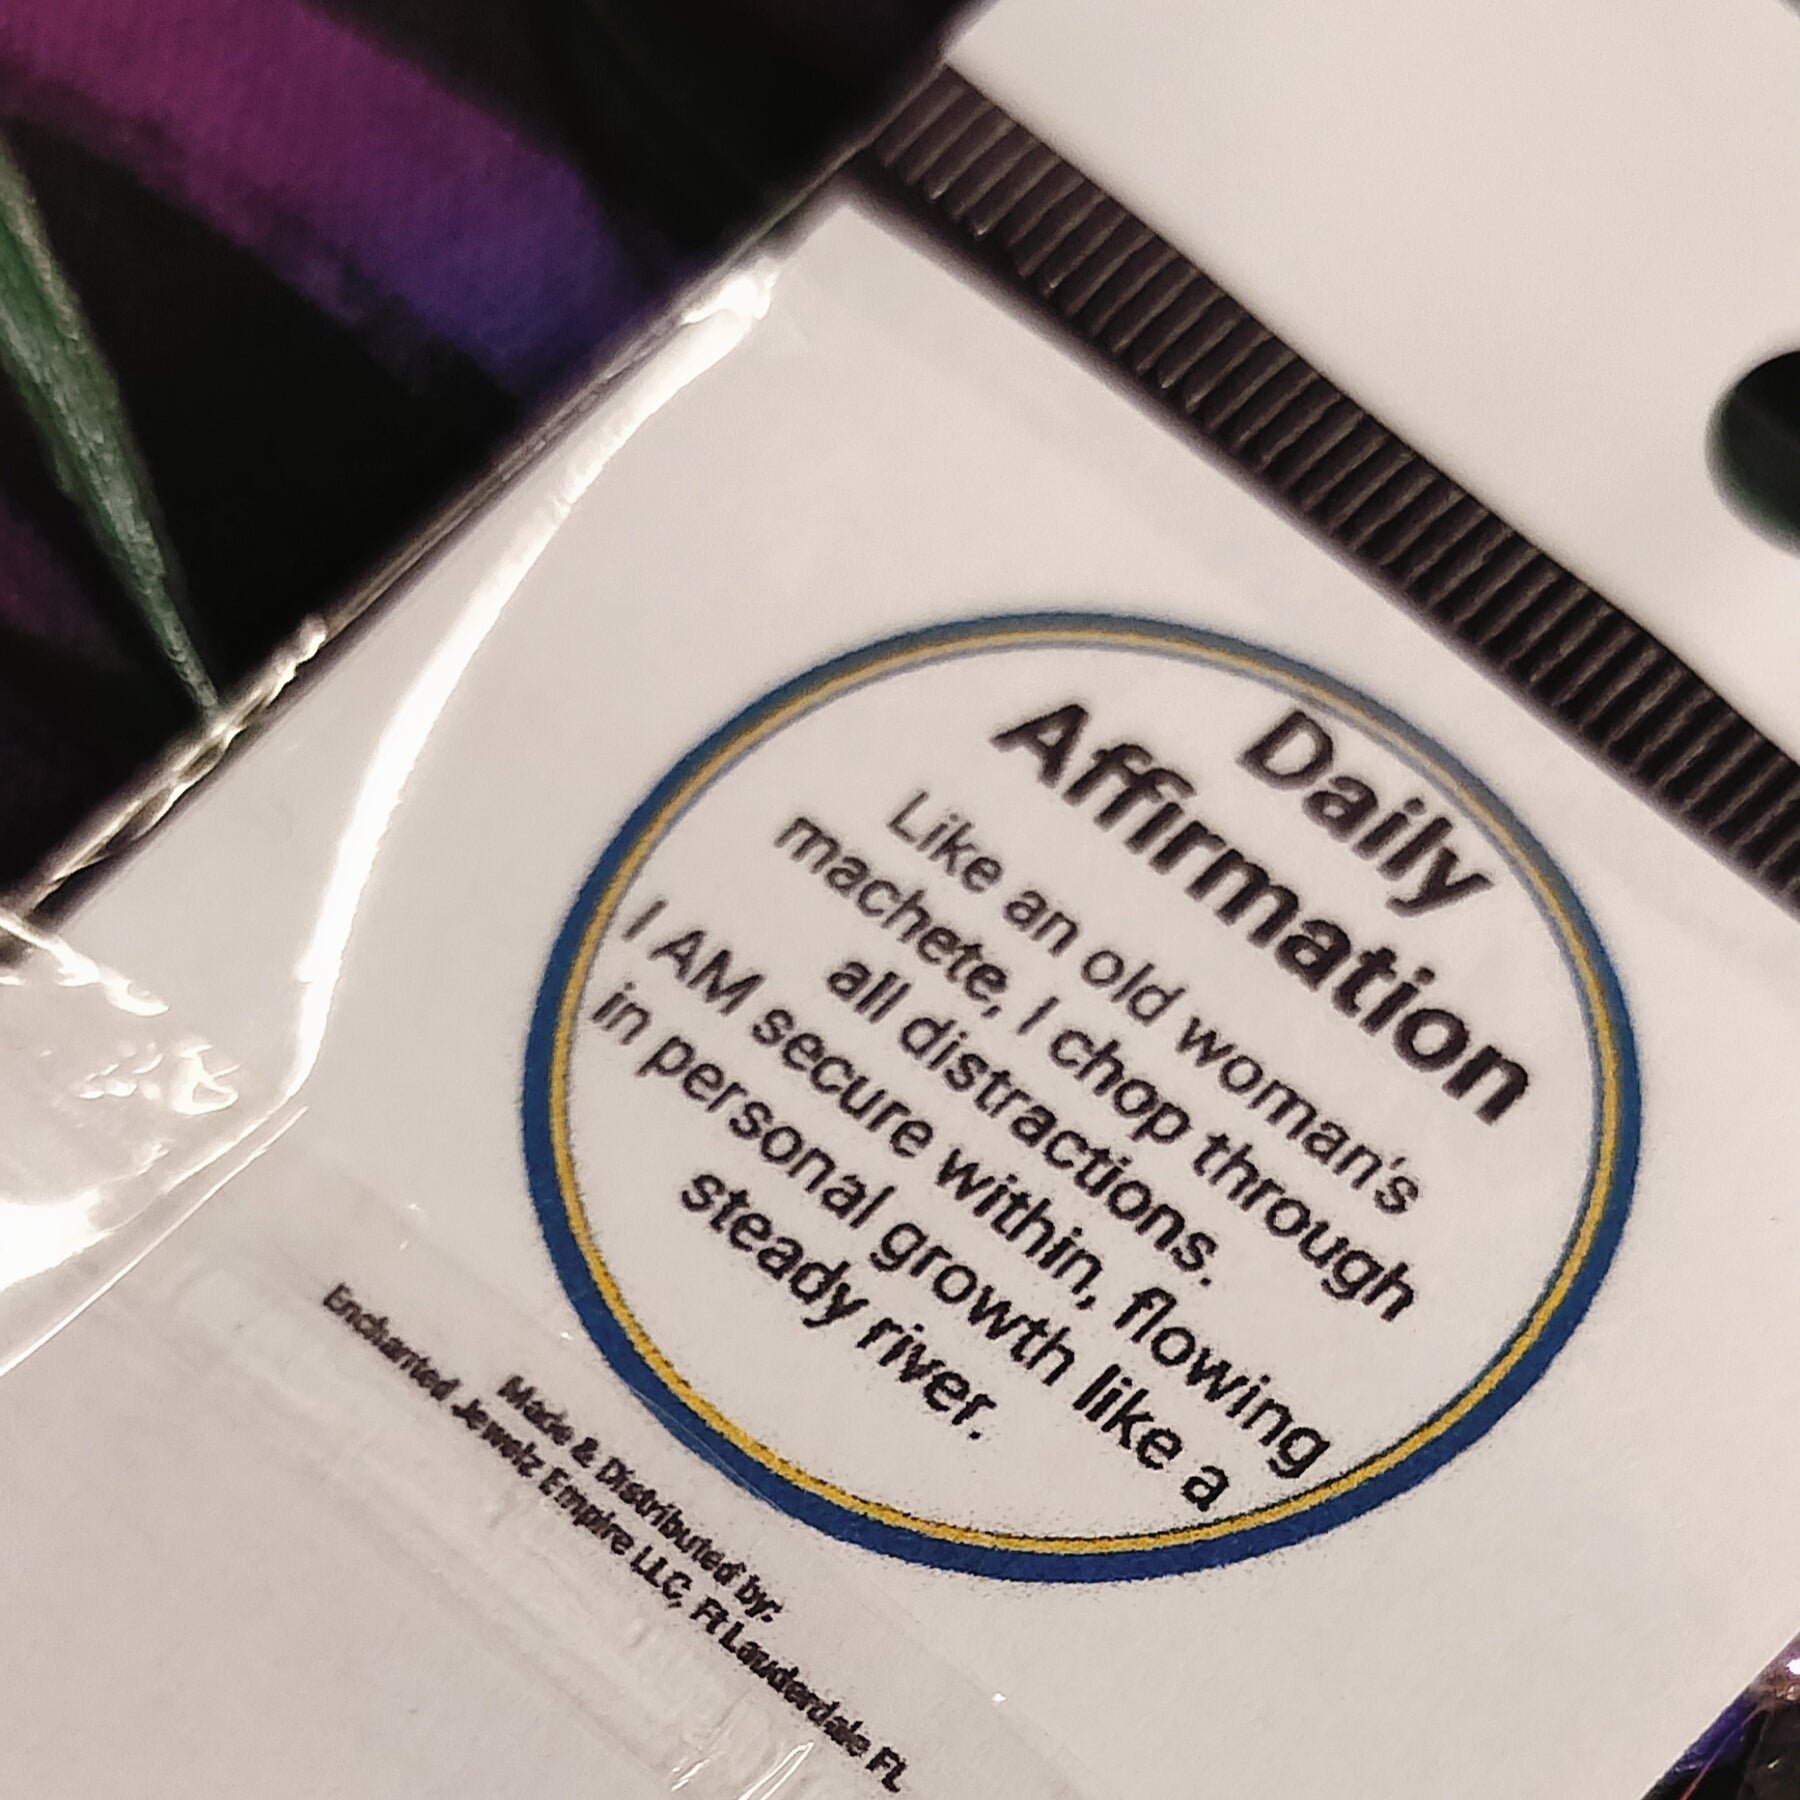 Daily
Affirmation
Like an old woman's
machete, I chop through
all distractions.
I AM secure within, flowing
in personal growth like a
steady river.
Made & Distributed by:
Enchanted Jewelz Empire LLC, Ft Lauderdale FL